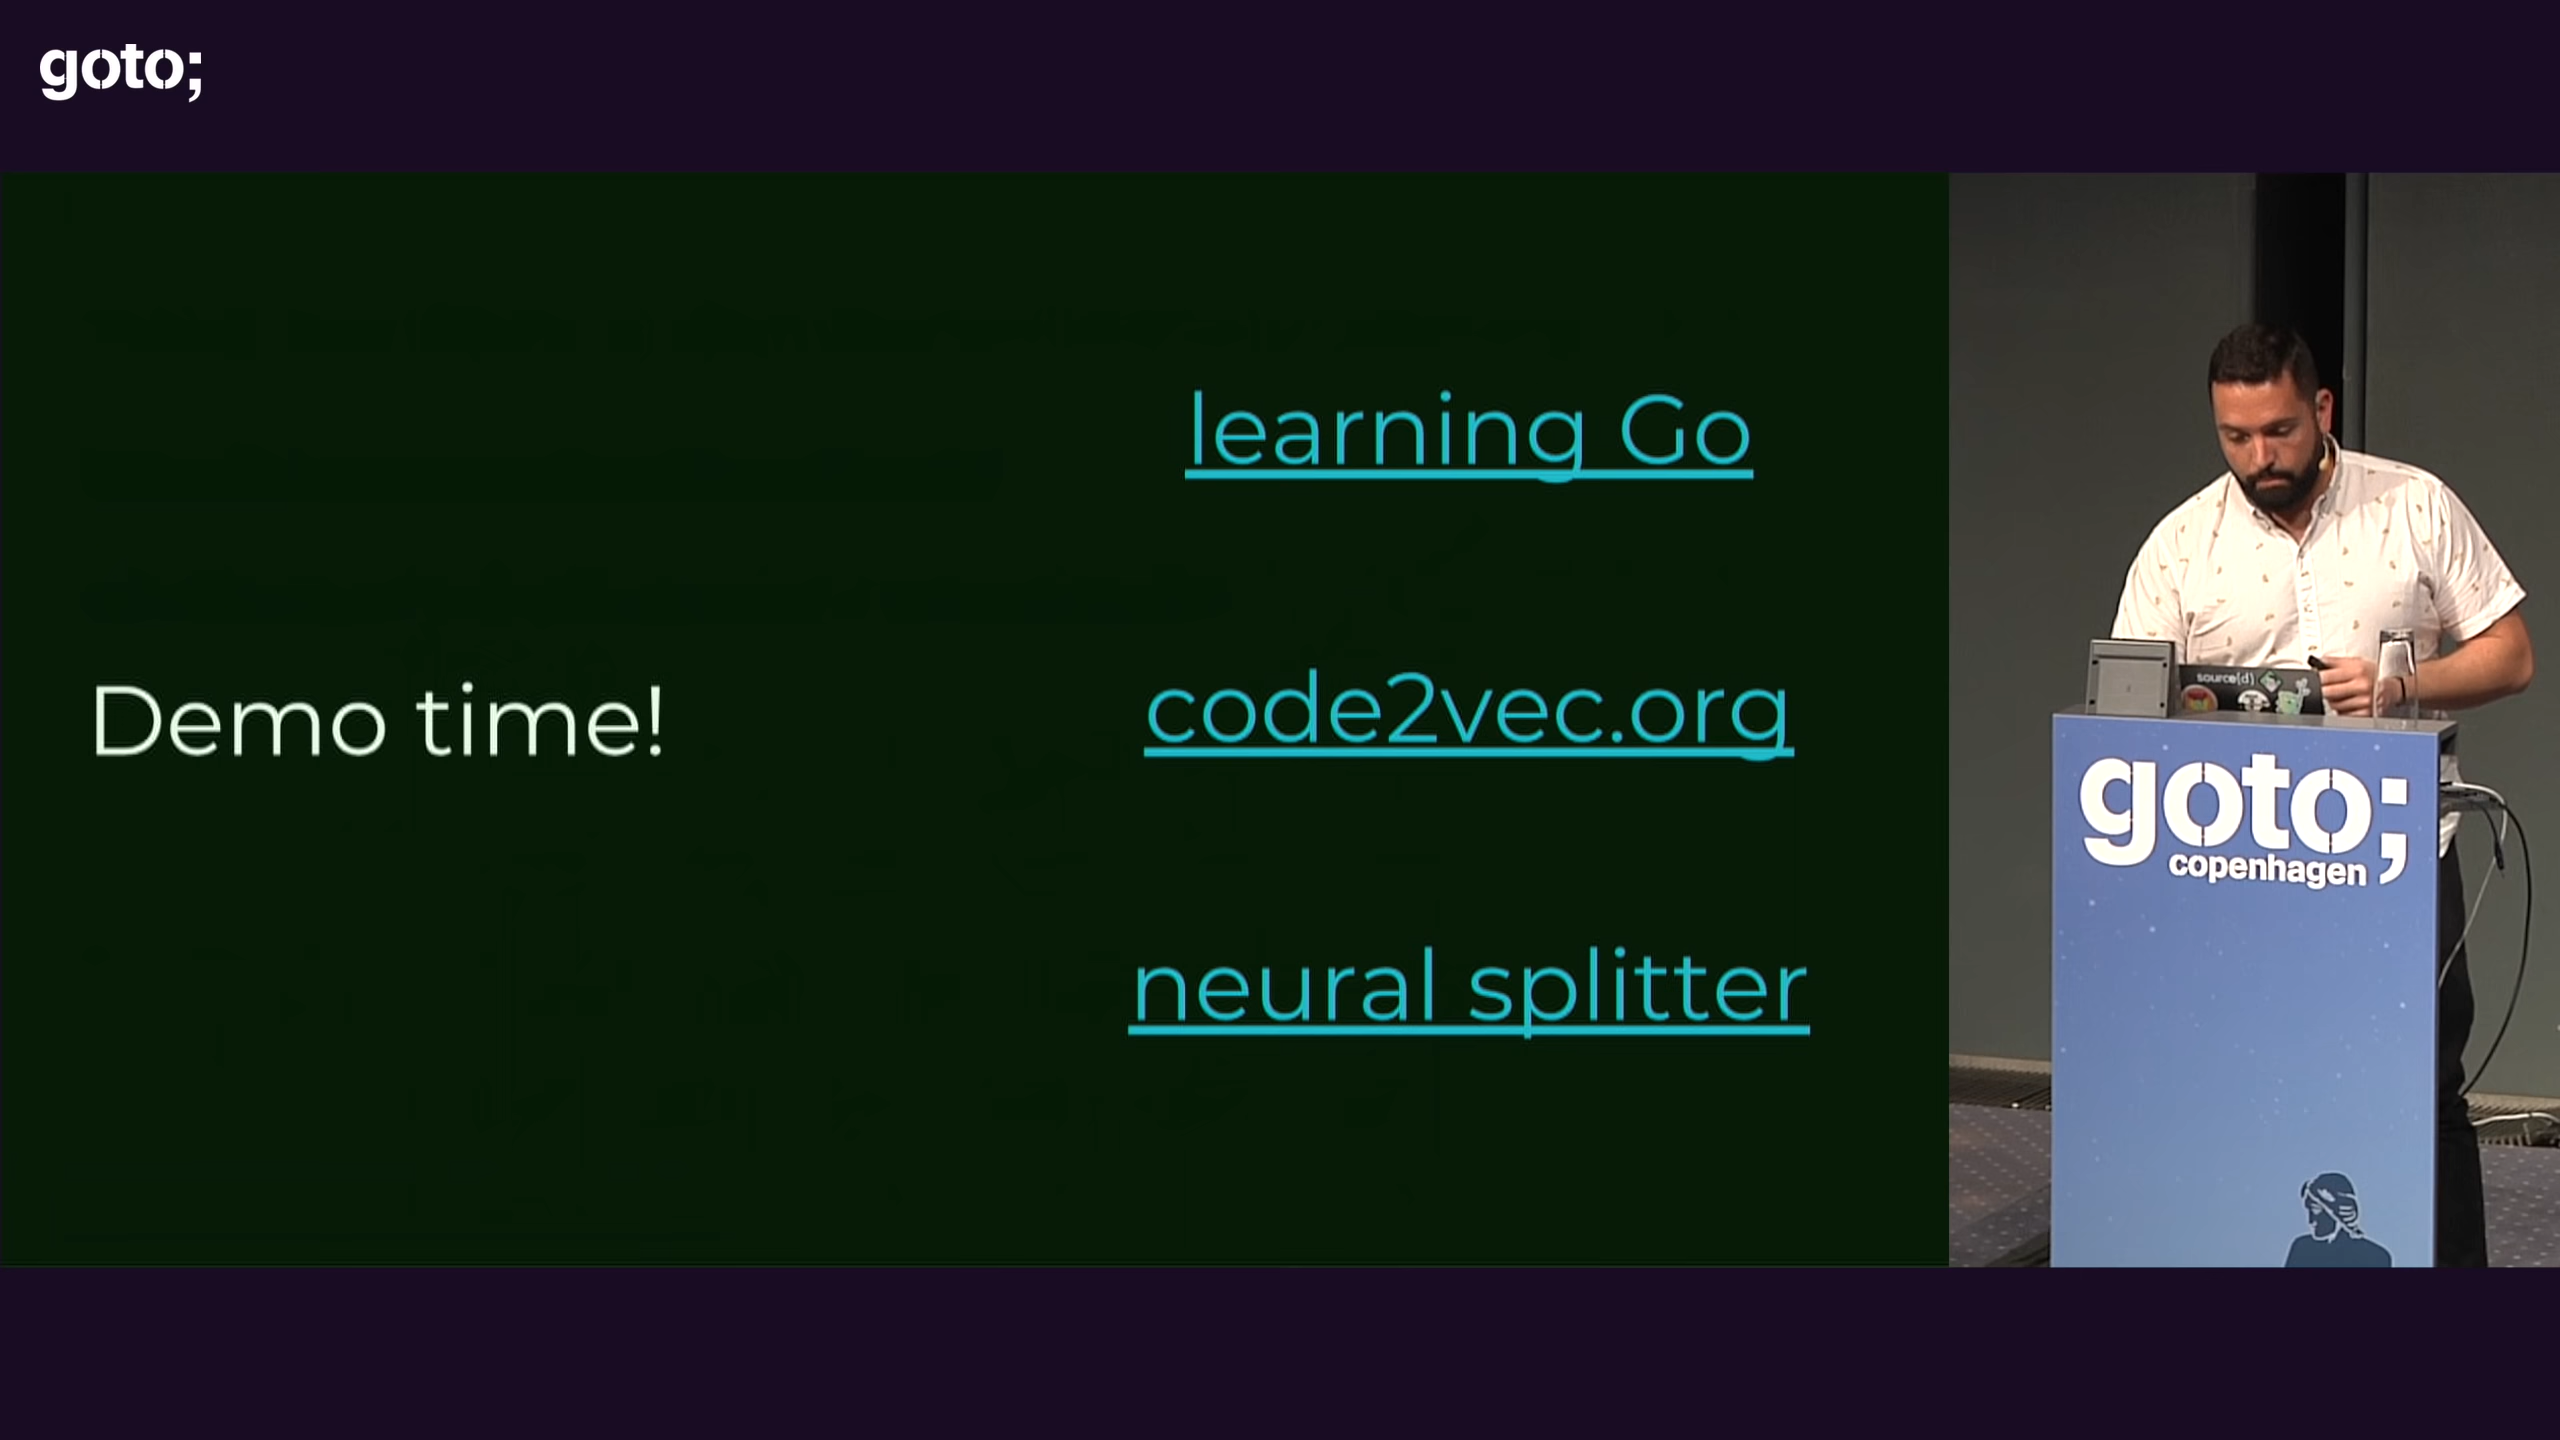 goto;
learning Go
Demo time!
code2vec.org
neural splitter
source{d}
goto;
copenhagen